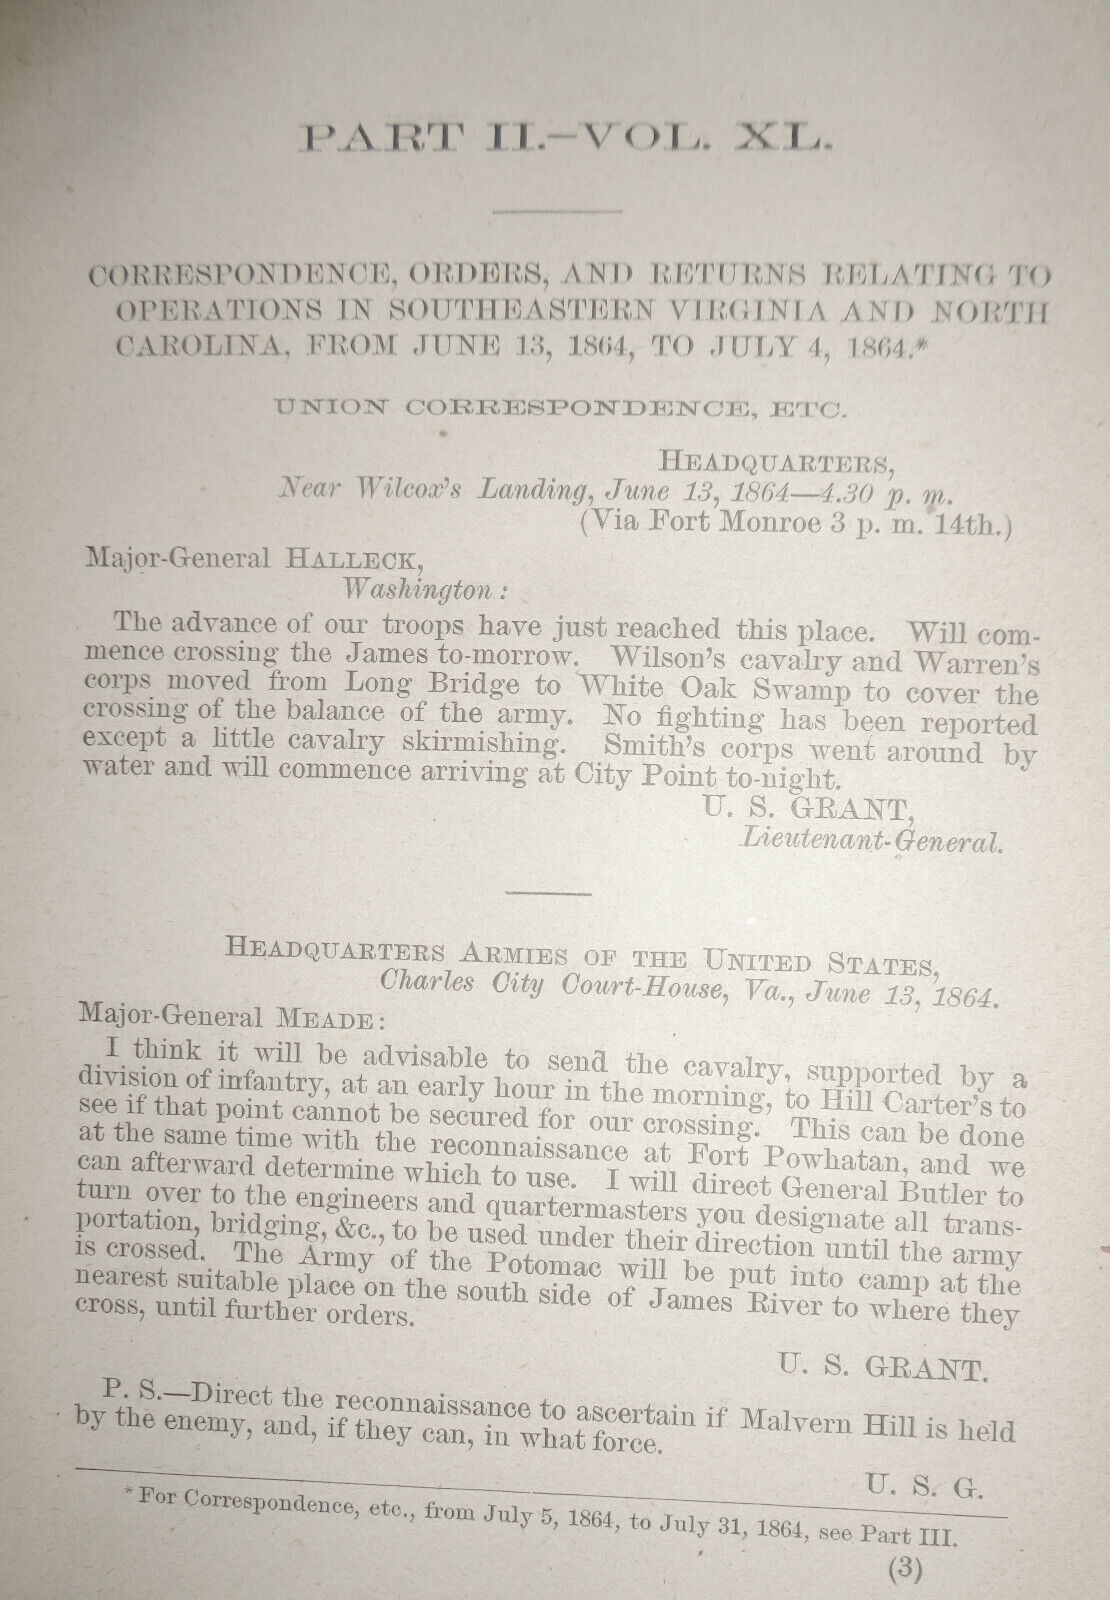 PART II.–VOL. XL.
CORRESPONDENCE, ORDERS, AND RETURNS RELATING TO
OPERATIONS IN SOUTHEASTERN VIRGINIA AND NORTH
CAROLINA, FROM JUNE 13, 1864, TO JULY 4, 1864.*
UNION CORRESPONDENCE, ETC.
HEADQUARTERS,
Near Wilcox's Landing, June 13, 1864—4.30 p. m.
(Via Fort Monroe 3 p. m. 14th.)
Major-General HALLECK,
Washington:
The advance of our troops have just reached this place. Will com-
mence crossing the James to-morrow. Wilson's cavalry and Warren's
corps moved from Long Bridge to White Oak Swamp to cover the
crossing of the balance of the army. No fighting has been reported
except a little cavalry skirmishing. Smith's corps went around by
water and will commence arriving at City Point to-night.
U. S. GRANT,
Lieutenant-General.
HEADQUARTERS ARMIES OF THE UNITED STATES,
Charles City Court-House, Va., June 13, 1864.
Major-General MEADE:
I think it will be advisable to send the cavalry, supported by a
division of infantry, at an early hour in the morning, to Hill Carter's to
see if that point cannot be secured for our crossing. This can be done
at the same time with the reconnaissance at Fort Powhatan, and we
can afterward determine which to use. I will direct General Butler to
turn over to the engineers and quartermasters you designate all trans-
portation, bridging, &c., to be used under their direction until the army
is crossed. The Army of the Potomac will be put into camp at the
nearest suitable place on the south side of James River to where they
cross, until further orders.
U. S. GRANT.
P. S.—Direct the reconnaissance to ascertain if Malvern Hill is held
by the enemy, and, if they can, in what force.
U. S. G.
*For Correspondence, etc., from July 5, 1864, to July 31, 1864, see Part III.
(3)